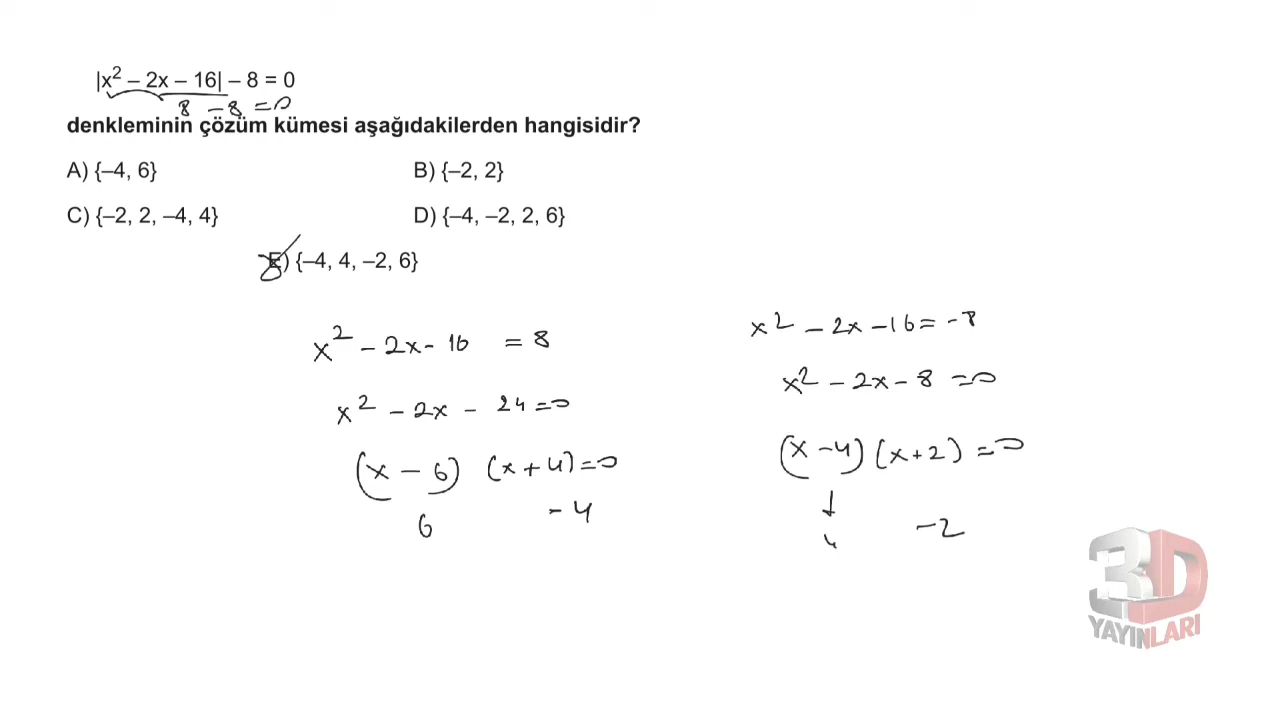 |x² – 2x – 16| – 8 = 0
8 – 8 = 0
denkleminin çözüm kümesi aşağıdakilerden hangisidir?
A) {–4, 6} B) {–2, 2}
C) {–2, 2, –4, 4} D) {–4, –2, 2, 6}
E) {–4, 4, –2, 6}
x² – 2x – 16 = 8
x² – 2x – 24 = 0
(x – 6) (x + 4) = 0
6 – 4
x² – 2x – 16 = – 8
x² – 2x – 8 = 0
(x – 4) (x + 2) = 0
4 – 2
3D
YAYINLARI